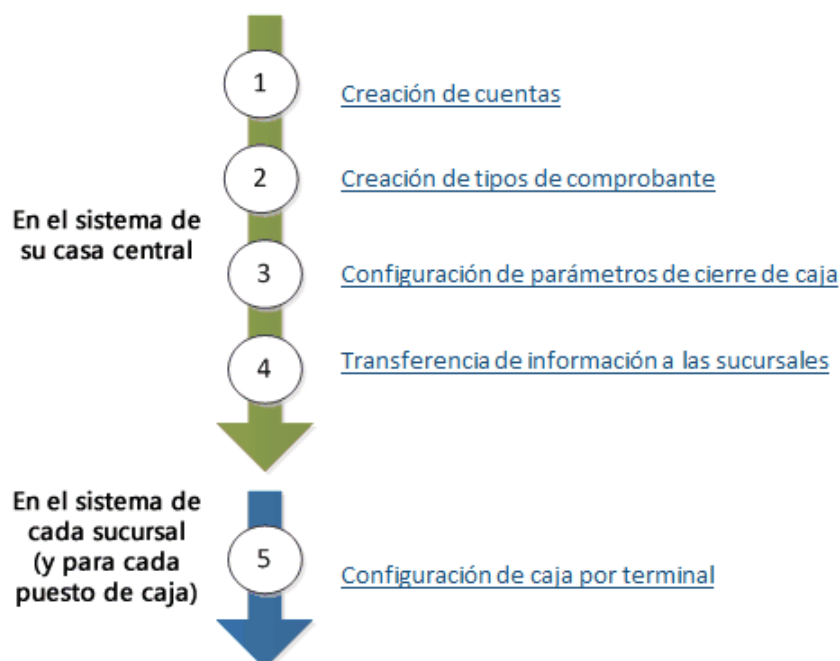 1
Creación de cuentas
2
Creación de tipos de comprobante
En el sistema de
su casa central
3
Configuración de parámetros de cierre de caja
4
Transferencia de información a las sucursales
En el sistema de
cada sucursal
(y para cada
puesto de caja)
5
Configuración de caja por terminal